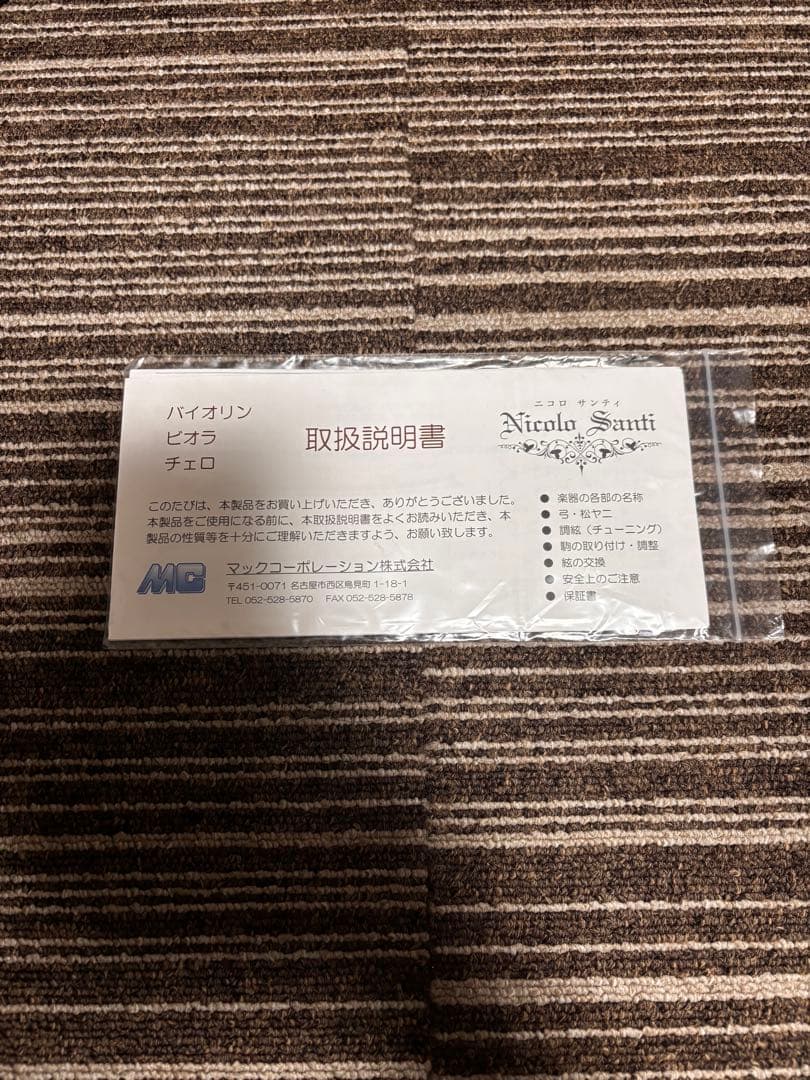 バイオリン
ビオラ
チェロ
取扱説明書
ニコロ サンティ
Nicolo Santi
このたびは、本製品をお買い上げいただき、ありがとうございました。
本製品をご使用になる前に、本取扱説明書をよくお読みいただき、本
製品の性質等を十分にご理解いただきますよう、お願い致します。
MC
マックコーポレーション株式会社
〒451-0071 名古屋市西区鳥見町 1-18-1
TEL 052-528-5870 FAX 052-528-5878
● 楽器の各部の名称
● 弓・松ヤニ
● 調絃（チューニング）
● 駒の取り付け・調整
● 絃の交換
● 安全上のご注意
● 保証書